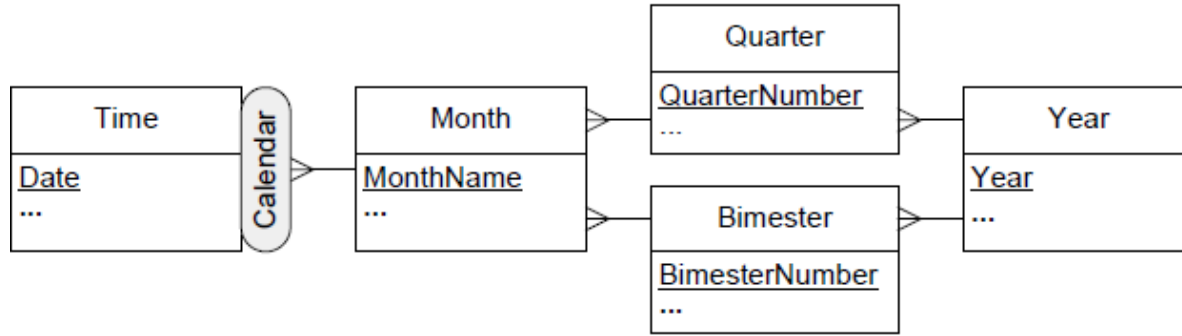 Time
Date
...
Calendar
Month
MonthName
...
Quarter
QuarterNumber
...
Bimester
BimesterNumber
...
Year
Year
...